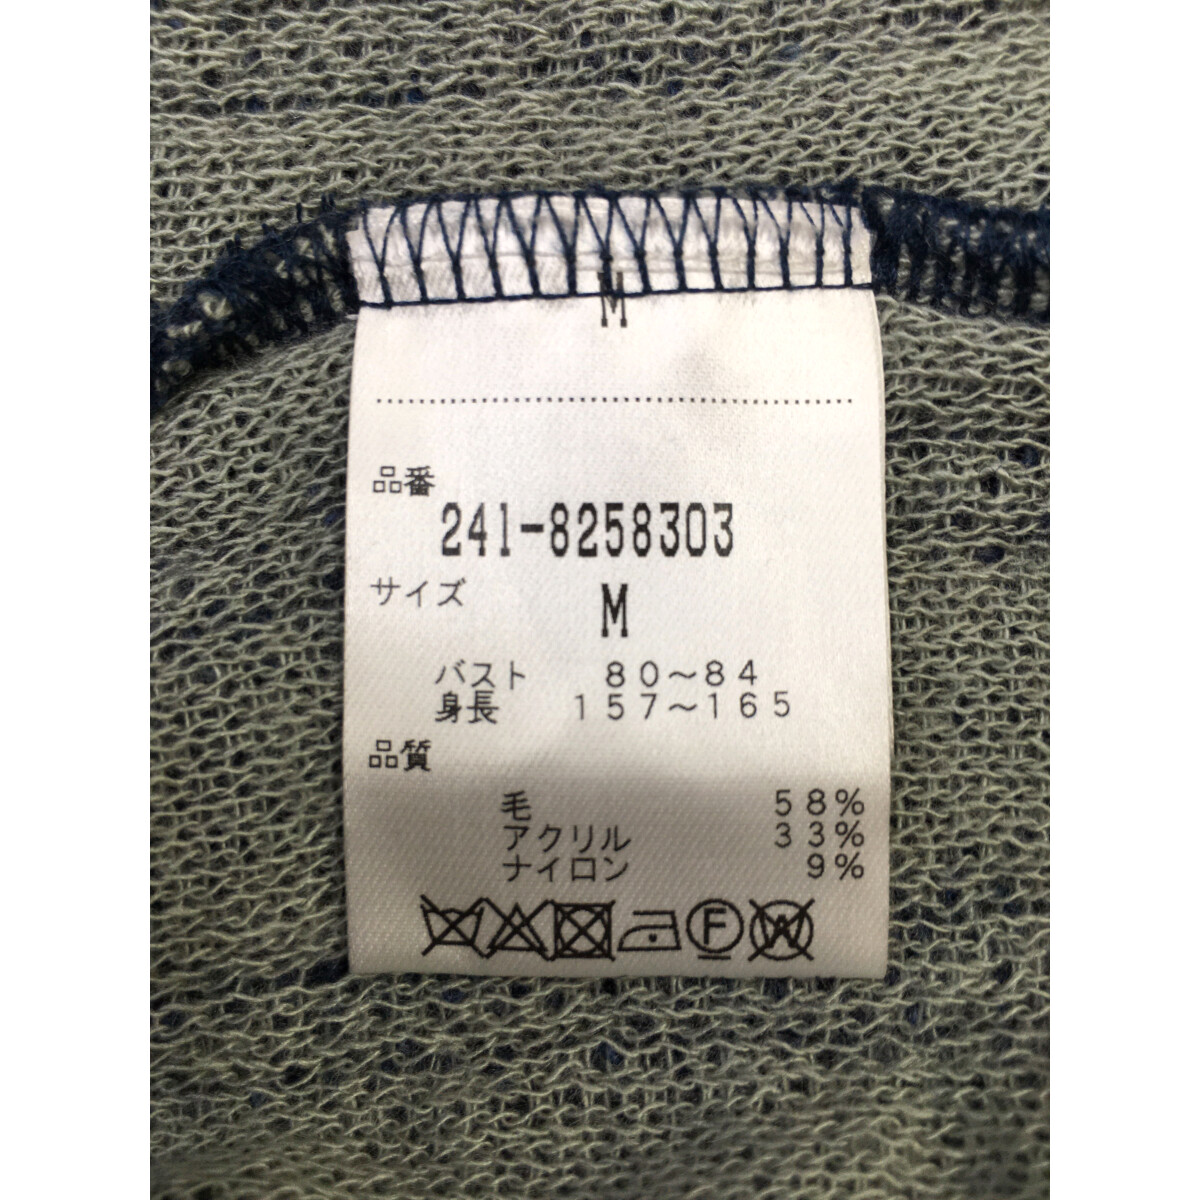 M
品番
241-8258303
サイズ
M
バスト 80～84
身長 157～165
品質
毛 58%
アクリル 33%
ナイロン 9%
F W